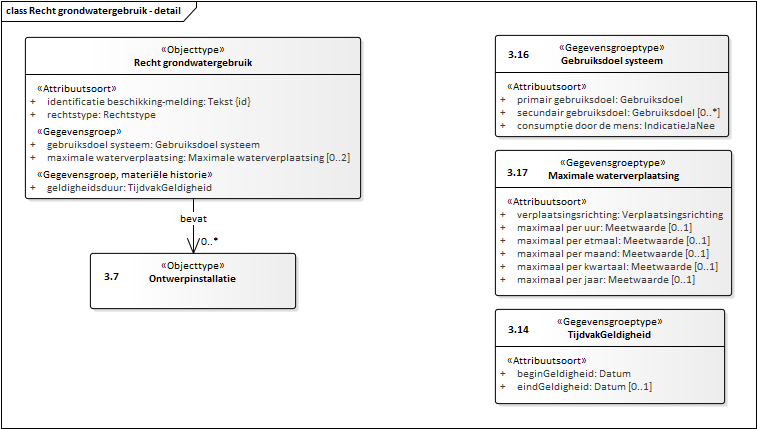 class Recht grondwatergebruik - detail
«Objecttype»
Recht grondwatergebruik
«Attribuutsoort»
+ identificatie beschikking-melding: Tekst {id}
+ rechtstype: Rechtstype
«Gegevensgroep»
+ gebruiksdoel systeem: Gebruiksdoel systeem
+ maximale waterverplaatsing: Maximale waterverplaatsing [0..2]
«Gegevensgroep, materiële historie»
+ geldigheidsduur: TijdvakGeldigheid
bevat
0..*
«Objecttype»
3.7
Ontwerpinstallatie
«Gegevensgroeptype»
3.16
Gebruiksdoel systeem
«Attribuutsoort»
+ primair gebruiksdoel: Gebruiksdoel
+ secundair gebruiksdoel: Gebruiksdoel [0..*]
+ consumptie door de mens: IndicatieJaNee
«Gegevensgroeptype»
3.17
Maximale waterverplaatsing
«Attribuutsoort»
+ verplaatsingsrichting: Verplaatsingsrichting
+ maximaal per uur: Meetwaarde [0..1]
+ maximaal per etmaal: Meetwaarde [0..1]
+ maximaal per maand: Meetwaarde [0..1]
+ maximaal per kwartaal: Meetwaarde [0..1]
+ maximaal per jaar: Meetwaarde [0..1]
«Gegevensgroeptype»
3.14
TijdvakGeldigheid
«Attribuutsoort»
+ beginGeldigheid: Datum
+ eindGeldigheid: Datum [0..1]